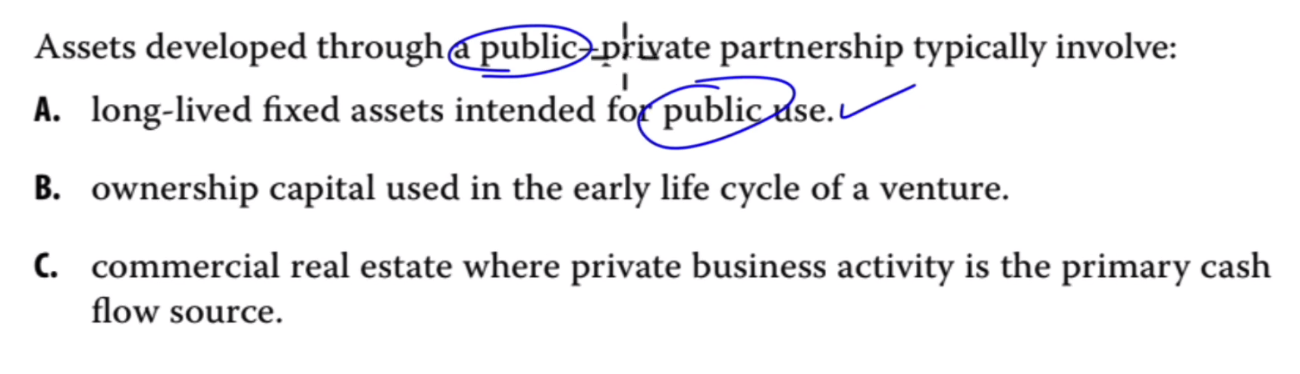 Assets developed through a public–private partnership typically involve:
A. long-lived fixed assets intended for public use.
B. ownership capital used in the early life cycle of a venture.
C. commercial real estate where private business activity is the primary cash
flow source.